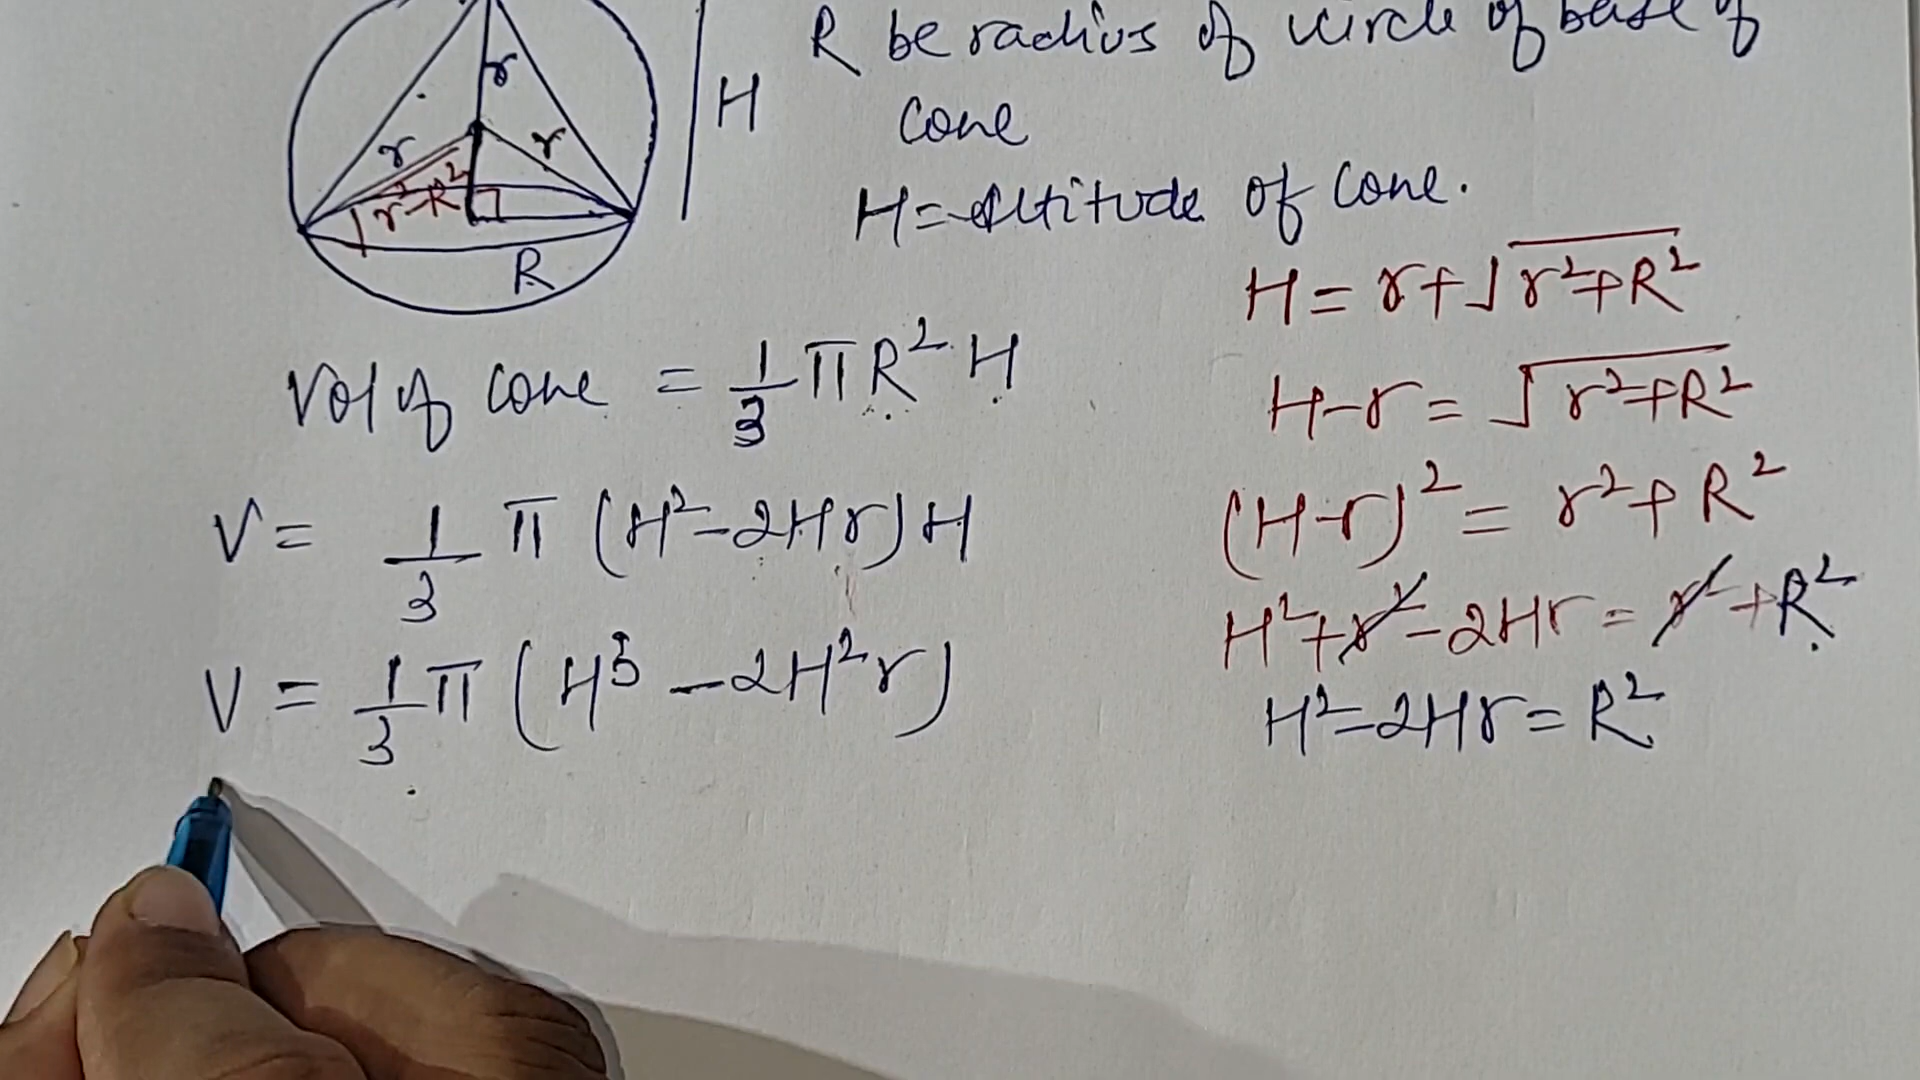 R be radius of circle of base of
cone
H = Altitude of cone.
r
H
r
r
r²-R²
R
H = r + √(r²+R²)
Vol of cone = 1/3 π R² H
H-r = √(r²+R²)
(H-r)² = r²+R²
V = 1/3 π (H²-2Hr) H
H²+r²-2Hr = r²+R²
V = 1/3 π (H³ - 2H²r)
H²-2Hr = R²